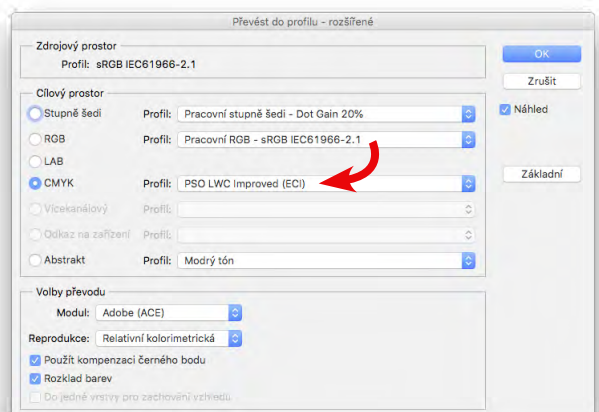 Převést do profilu - rozšířené
Zdrojový prostor
Profil: sRGB IEC61966-2.1
OK
Zrušit
Náhled
Základní
Cílový prostor
Stupně šedi Profil: Pracovní stupně šedi - Dot Gain 20%
RGB Profil: Pracovní RGB - sRGB IEC61966-2.1
LAB
CMYK Profil: PSO LWC Improved (ECI)
Vícekanálový Profil:
Odkaz na zařízení Profil:
Abstrakt Profil: Modrý tón
Volby převodu
Modul: Adobe (ACE)
Reprodukce: Relativní kolorimetrická
Použít kompenzaci černého bodu
Rozklad barev
Do jedné vrstvy pro zachování vzhledu